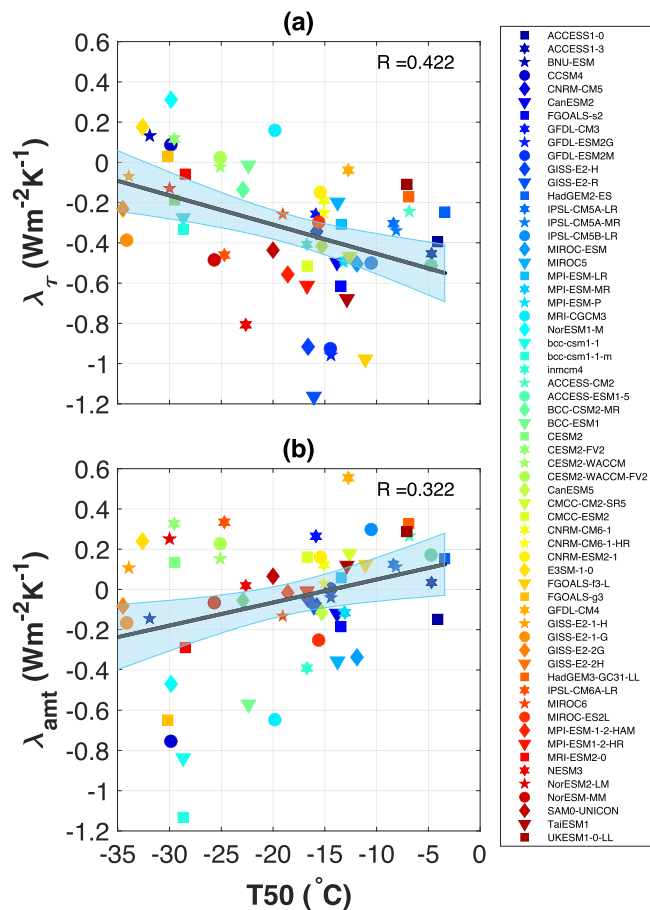 (a)
R =0.422
λτ (Wm-2K-1)
0.6
0.4
0.2
0
-0.2
-0.4
-0.6
-0.8
-1
-1.2
(b)
R =0.322
λamt (Wm-2K-1)
0.6
0.4
0.2
0
-0.2
-0.4
-0.6
-0.8
-1
-1.2
-35 -30 -25 -20 -15 -10 -5 0
T50 (°C)
ACCESS1-0
ACCESS1-3
BNU-ESM
CCSM4
CNRM-CM5
CanESM2
FGOALS-s2
GFDL-CM3
GFDL-ESM2G
GFDL-ESM2M
GISS-E2-H
GISS-E2-R
HadGEM2-ES
IPSL-CM5A-LR
IPSL-CM5A-MR
IPSL-CM5B-LR
MIROC-ESM
MIROC5
MPI-ESM-LR
MPI-ESM-MR
MPI-ESM-P
MRI-CGCM3
NorESM1-M
bcc-csm1-1
bcc-csm1-1-m
inmcm4
ACCESS-CM2
ACCESS-ESM1-5
BCC-CSM2-MR
BCC-ESM1
CESM2
CESM2-FV2
CESM2-WACCM
CESM2-WACCM-FV2
CanESM5
CMCC-CM2-SR5
CMCC-ESM2
CNRM-CM6-1
CNRM-CM6-1-HR
CNRM-ESM2-1
E3SM-1-0
FGOALS-f3-L
FGOALS-g3
GFDL-CM4
GISS-E2-1-H
GISS-E2-1-G
GISS-E2-2G
GISS-E2-2H
HadGEM3-GC31-LL
IPSL-CM6A-LR
MIROC6
MIROC-ES2L
MPI-ESM-1-2-HAM
MPI-ESM1-2-HR
MRI-ESM2-0
NESM3
NorESM2-LM
NorESM-MM
SAM0-UNICON
TaiESM1
UKESM1-0-LL